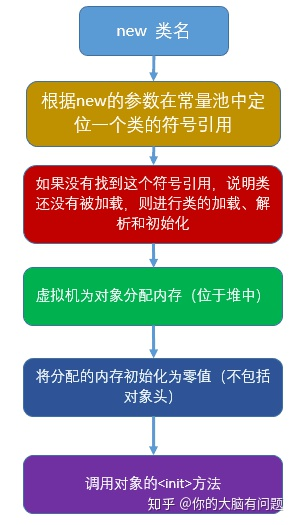 new 类名
根据new的参数在常量池中定
位一个类的符号引用
如果没有找到这个符号引用，说明类
还没有被加载，则进行类的加载、解
析和初始化
虚拟机为对象分配内存（位于堆中）
将分配的内存初始化为零值（不包括
对象头）
调用对象的<init>方法
知乎 @你的大脑有问题